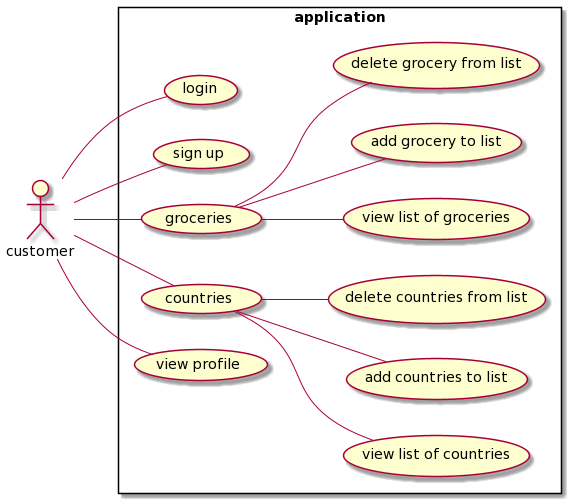 application
delete grocery from list
login
add grocery to list
sign up
groceries
view list of groceries
customer
countries
delete countries from list
view profile
add countries to list
view list of countries